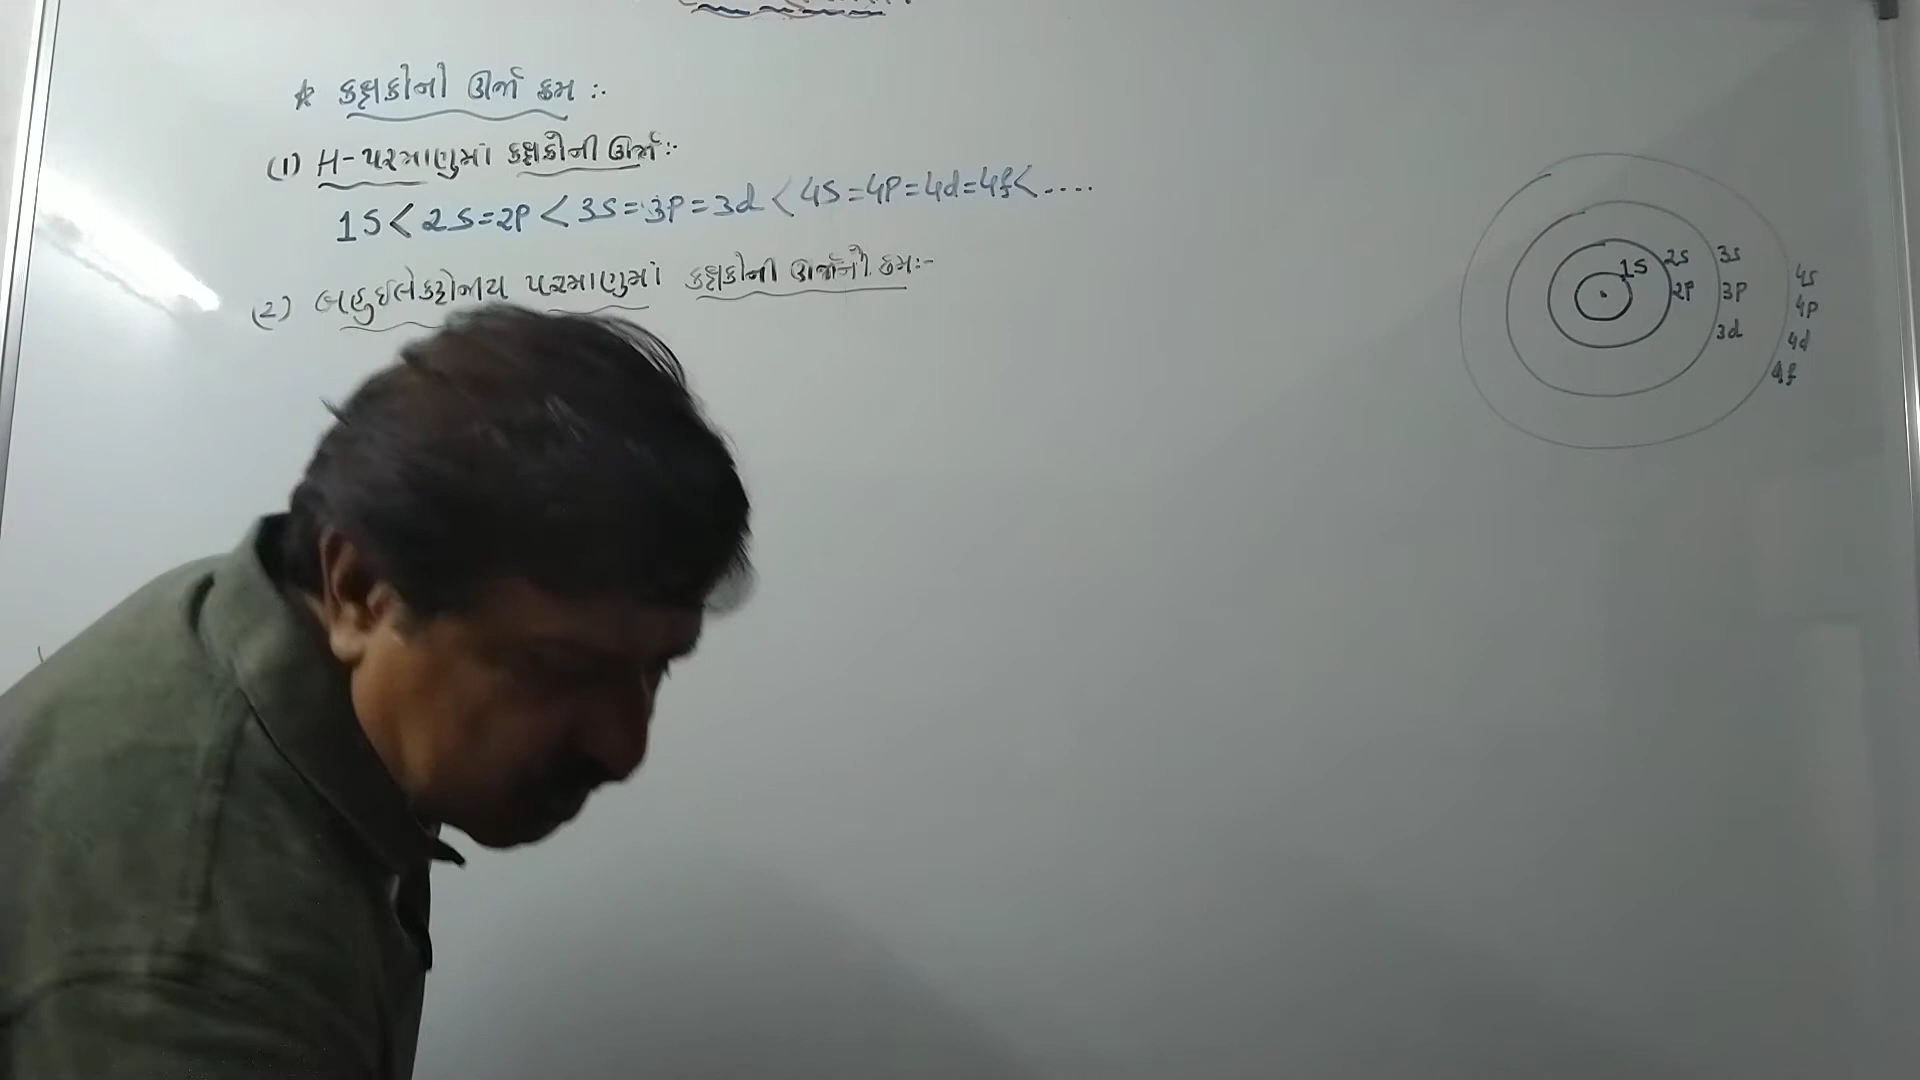 * કક્ષકોની ઊર્જા ક્રમ :-
(1) H-પરમાણુમાં કક્ષકોની ઊર્જા :-
1S < 2S = 2P < 3S = 3P = 3d < 4S = 4P = 4d = 4f < ....
(2) બહુઈલેક્ટ્રોનીય પરમાણુમાં કક્ષકોની ઊર્જાનો ક્રમ :-
1S 2S 3S 4S
2P 3P 4P
3d 4d
4f